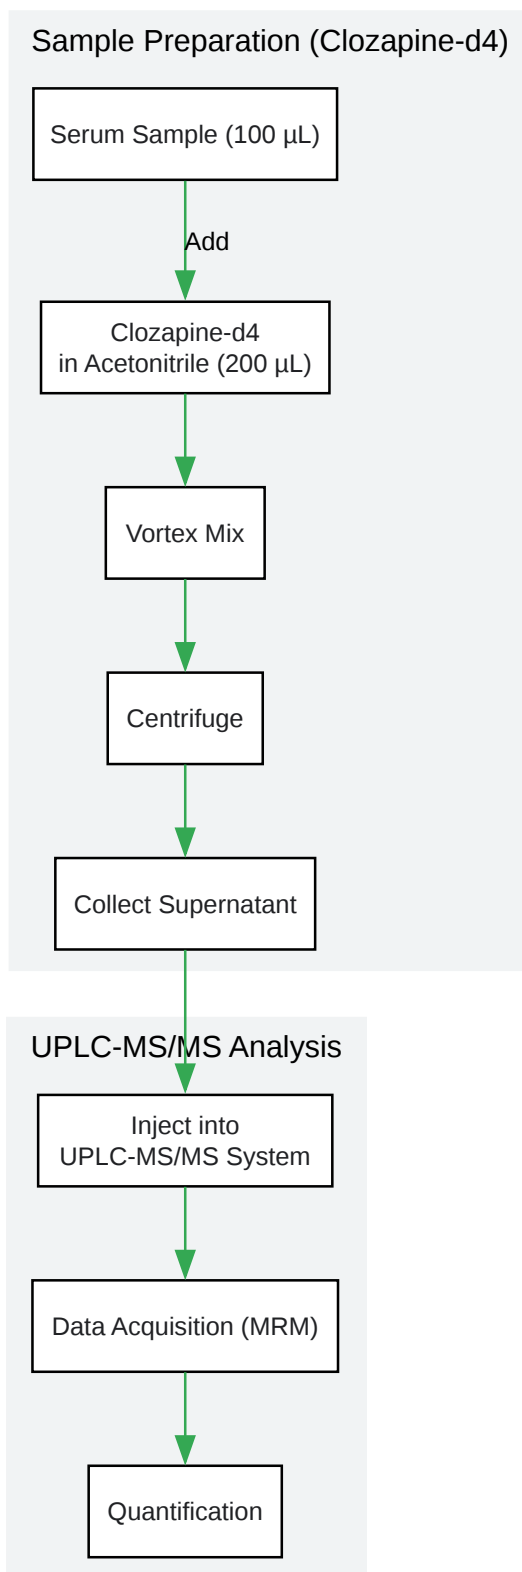 Sample Preparation (Clozapine-d4)
Serum Sample (100 µL)
Add
Clozapine-d4
in Acetonitrile (200 µL)
Vortex Mix
Centrifuge
Collect Supernatant
UPLC-MS/MS Analysis
Inject into
UPLC-MS/MS System
Data Acquisition (MRM)
Quantification